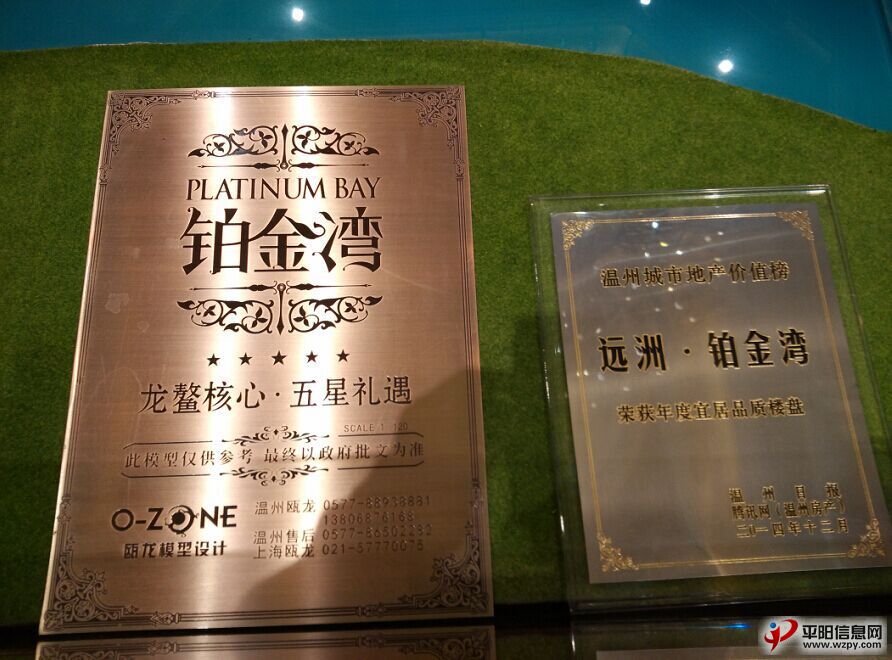 PLATINUM BAY
铂金湾
龙鳌核心·五星礼遇
SCALE 1:120
此模型仅供参考 最终以政府批文为准
O-ZONE
瓯龙模型设计
温州瓯龙 0577-88938881
13806876168
温州售后 0577-86502282
上海瓯龙 021-57770076
温州城市地产价值榜
远洲·铂金湾
荣获年度宜居品质楼盘
温州日报
腾讯网(温州房产)
二〇一四年十二月
平阳信息网
www.wzpy.com